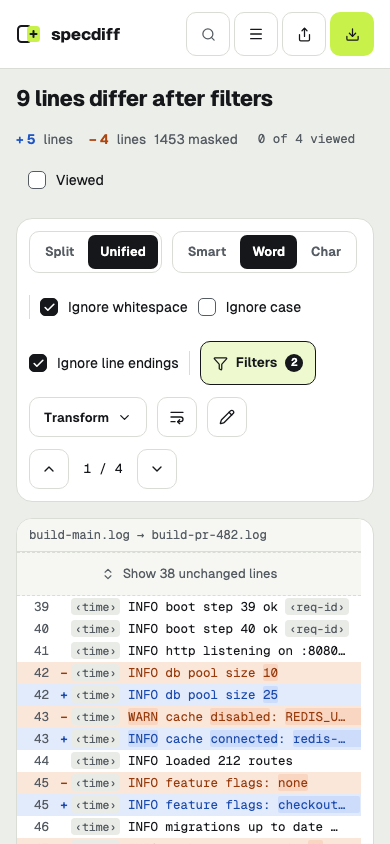 specdiff
9 lines differ after filters
+5 lines −4 lines 1453 masked 0 of 4 viewed
Viewed
Split Unified Smart Word Char
Ignore whitespace Ignore case
Ignore line endings Filters 2
Transform
1 / 4
build-main.log → build-pr-482.log
Show 38 unchanged lines
39 ‹time› INFO boot step 39 ok ‹req-id›
40 ‹time› INFO boot step 40 ok ‹req-id›
41 ‹time› INFO http listening on :8080…
42 − ‹time› INFO db pool size 10
42 + ‹time› INFO db pool size 25
43 − ‹time› WARN cache disabled: REDIS_U…
43 + ‹time› INFO cache connected: redis-…
44 ‹time› INFO loaded 212 routes
45 − ‹time› INFO feature flags: none
45 + ‹time› INFO feature flags: checkout…
46 ‹time› INFO migrations up to date …